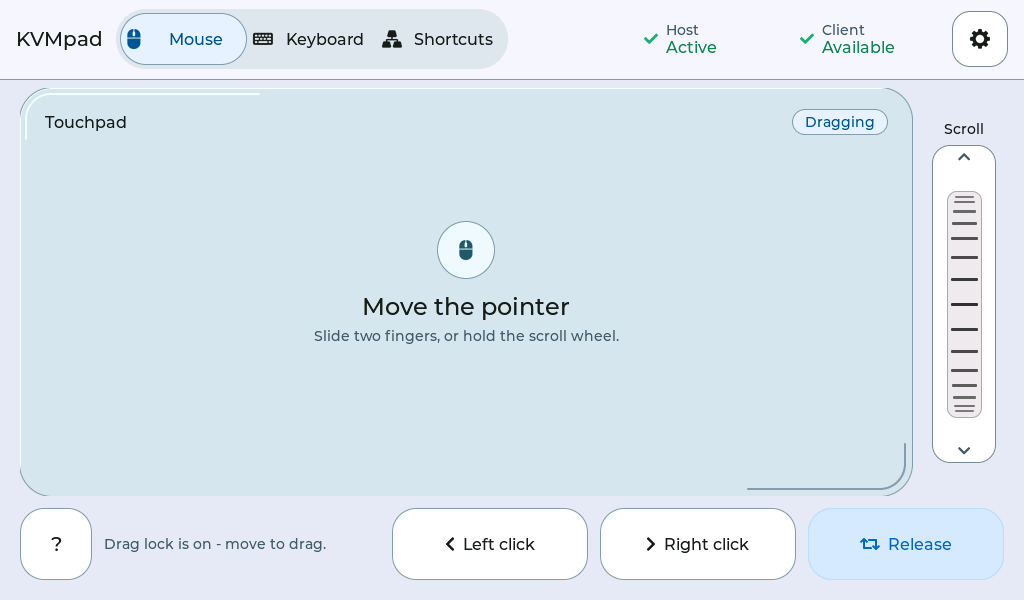 KVMpad
Mouse
Keyboard
Shortcuts
Host
Active
Client
Available
Touchpad
Dragging
Scroll
Move the pointer
Slide two fingers, or hold the scroll wheel.
?
Drag lock is on - move to drag.
Left click
Right click
Release